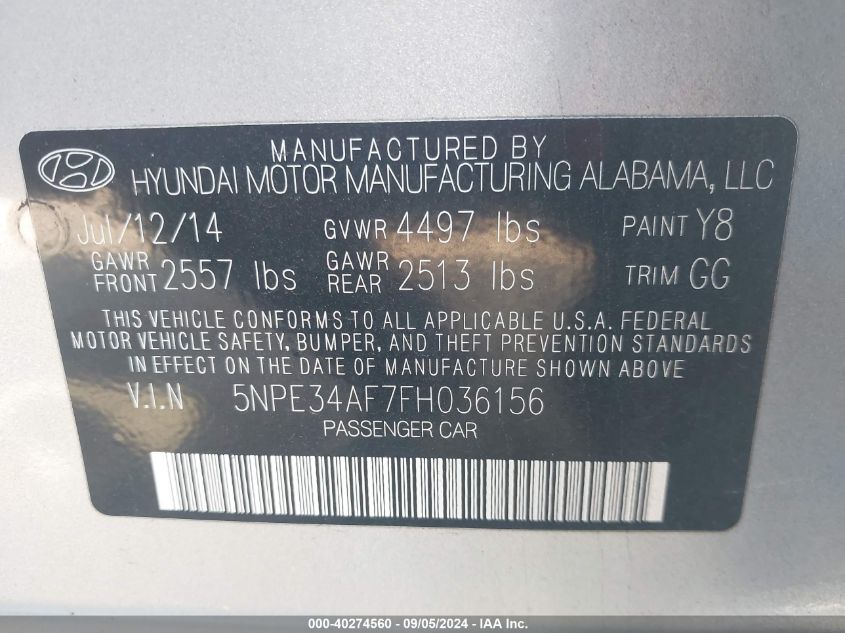 MANUFACTURED BY
HYUNDAI MOTOR MANUFACTURING ALABAMA, LLC
Jul/12/14 GVWR 4497 lbs PAINT Y8
GAWR FRONT 2557 lbs GAWR REAR 2513 lbs TRIM GG
THIS VEHICLE CONFORMS TO ALL APPLICABLE U.S.A. FEDERAL
MOTOR VEHICLE SAFETY, BUMPER, AND THEFT PREVENTION STANDARDS
IN EFFECT ON THE DATE OF MANUFACTURE SHOWN ABOVE
V.I.N 5NPE34AF7FH036156
PASSENGER CAR
000-40274560 - 09/05/2024 - IAA Inc.